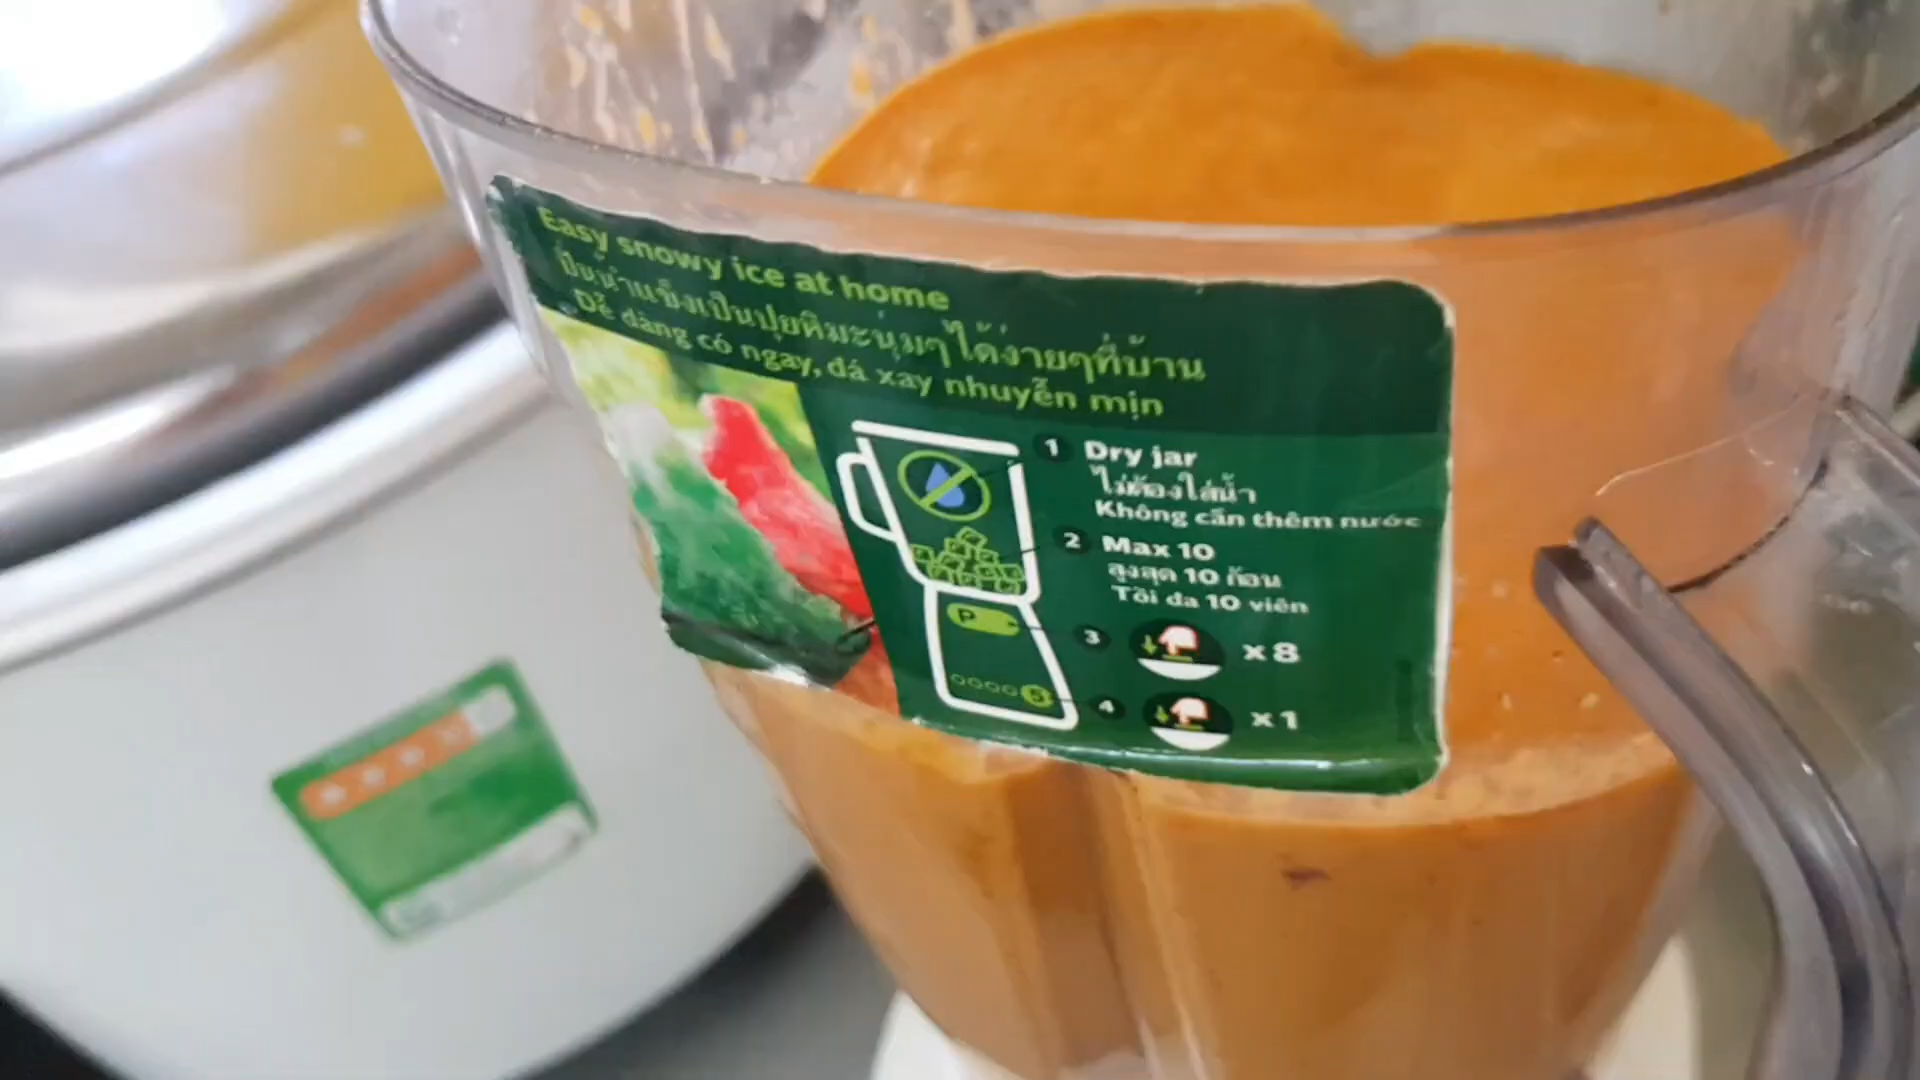 Easy snowy ice at home
ปั่นน้ำแข็งเป็นปุยหิมะนุ่มๆ ได้ง่ายๆที่บ้าน
Dễ dàng có ngay, đá xay nhuyễn mịn
1 Dry jar
ไม่ต้องใส่น้ำ
Không cần thêm nước
2 Max 10
สูงสุด 10 ก้อน
Tối đa 10 viên
P
3 x 8
5
4 x 1